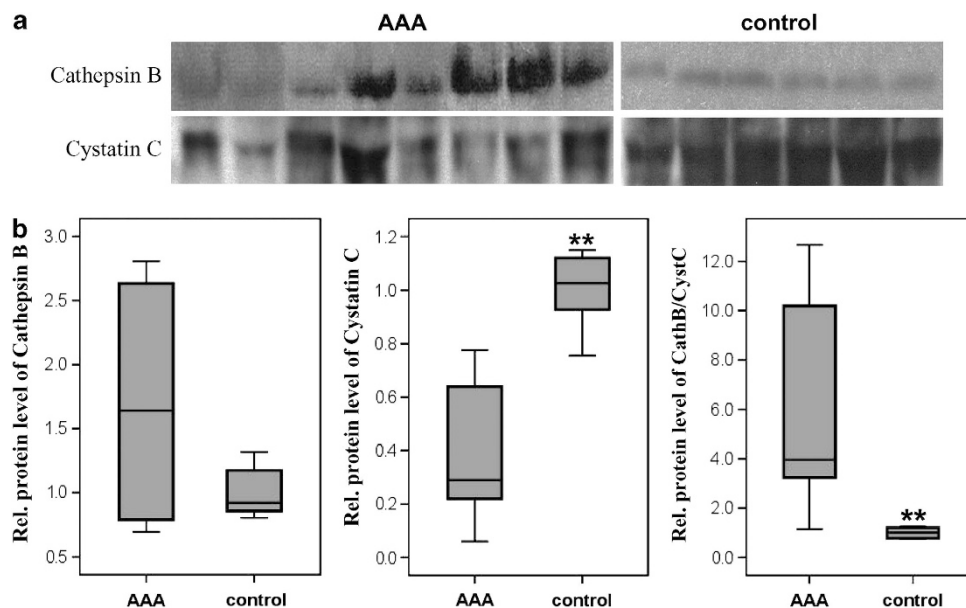 a
AAA control
Cathepsin B
Cystatin C
b
Rel. protein level of Cathepsin B
3.0
2.5
2.0
1.5
1.0
0.5
AAA control
Rel. protein level of Cystatin C
1.2
1.0
0.8
0.6
0.4
0.2
0.0
**
AAA control
Rel. protein level of CathB/CystC
12.0
10.0
8.0
6.0
4.0
2.0
0.0
**
AAA control